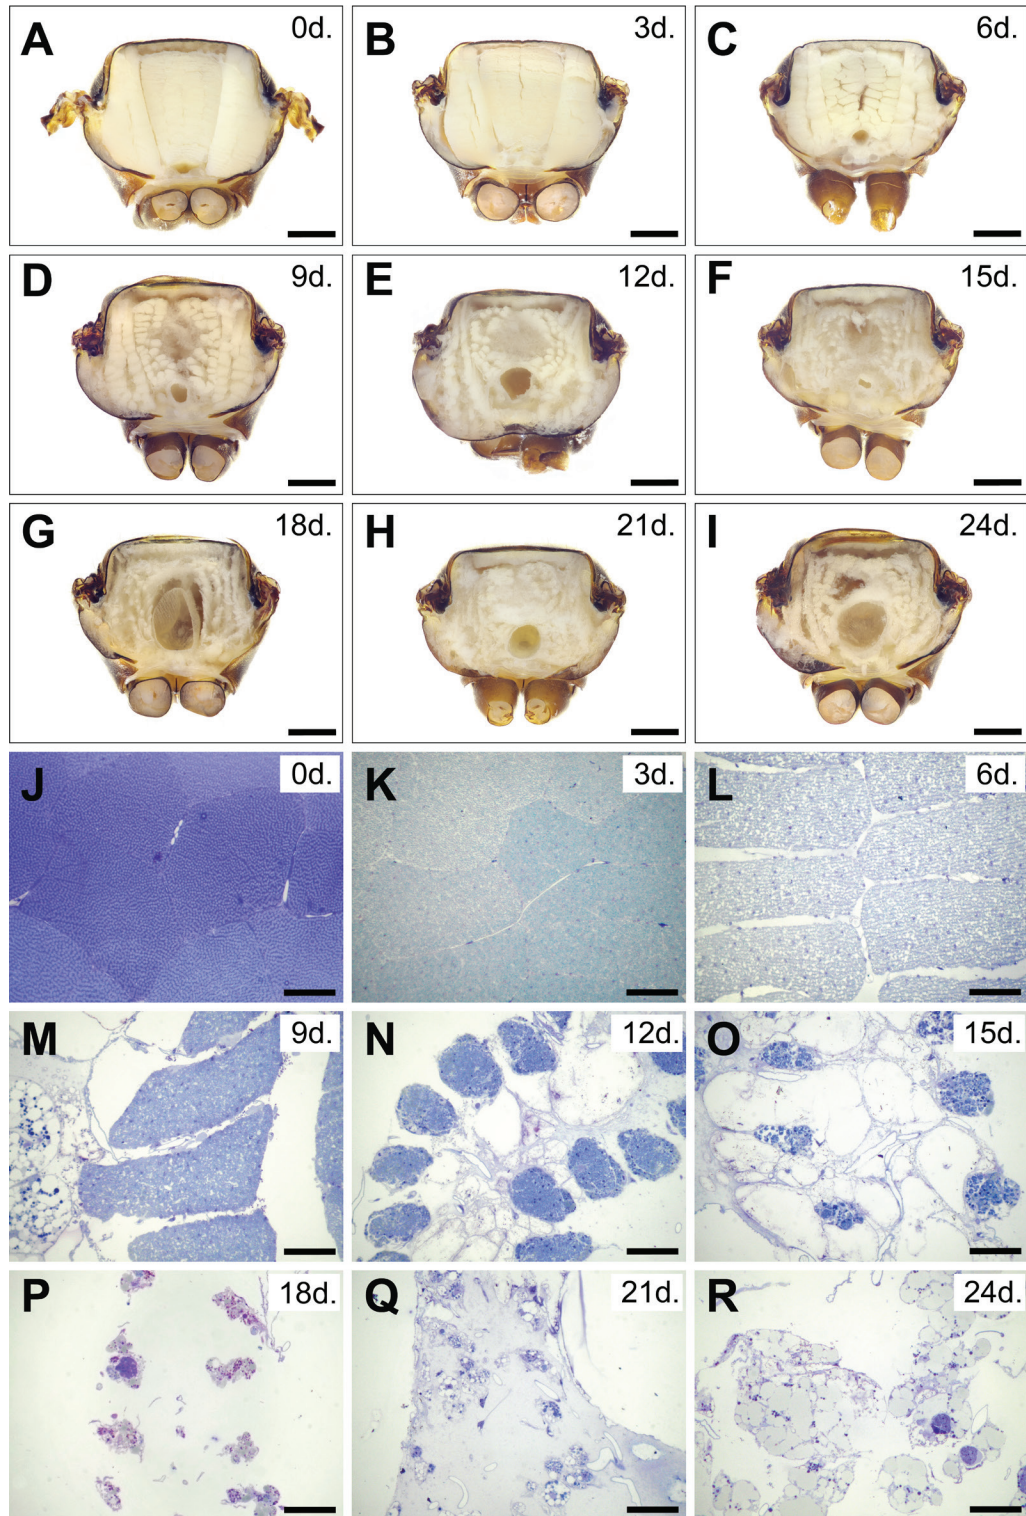 A 0d.
B 3d.
C 6d.
D 9d.
E 12d.
F 15d.
G 18d.
H 21d.
I 24d.
J 0d.
K 3d.
L 6d.
M 9d.
N 12d.
O 15d.
P 18d.
Q 21d.
R 24d.